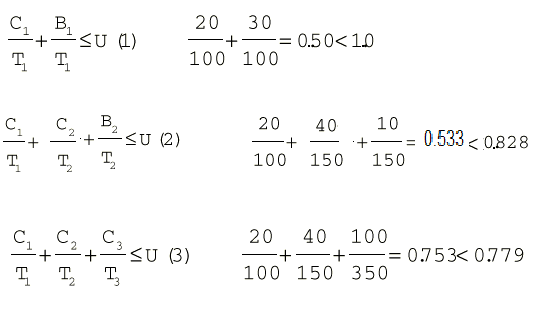 C₁/T₁ + B₁/T₁ ≤ U (1) 20/100 + 30/100 = 0.50 < 1.0
C₁/T₁ + C₂/T₂ + B₂/T₂ ≤ U (2) 20/100 + 40/150 + 10/150 = 0.533 < 0.828
C₁/T₁ + C₂/T₂ + C₃/T₃ ≤ U (3) 20/100 + 40/150 + 100/350 = 0.753 < 0.779